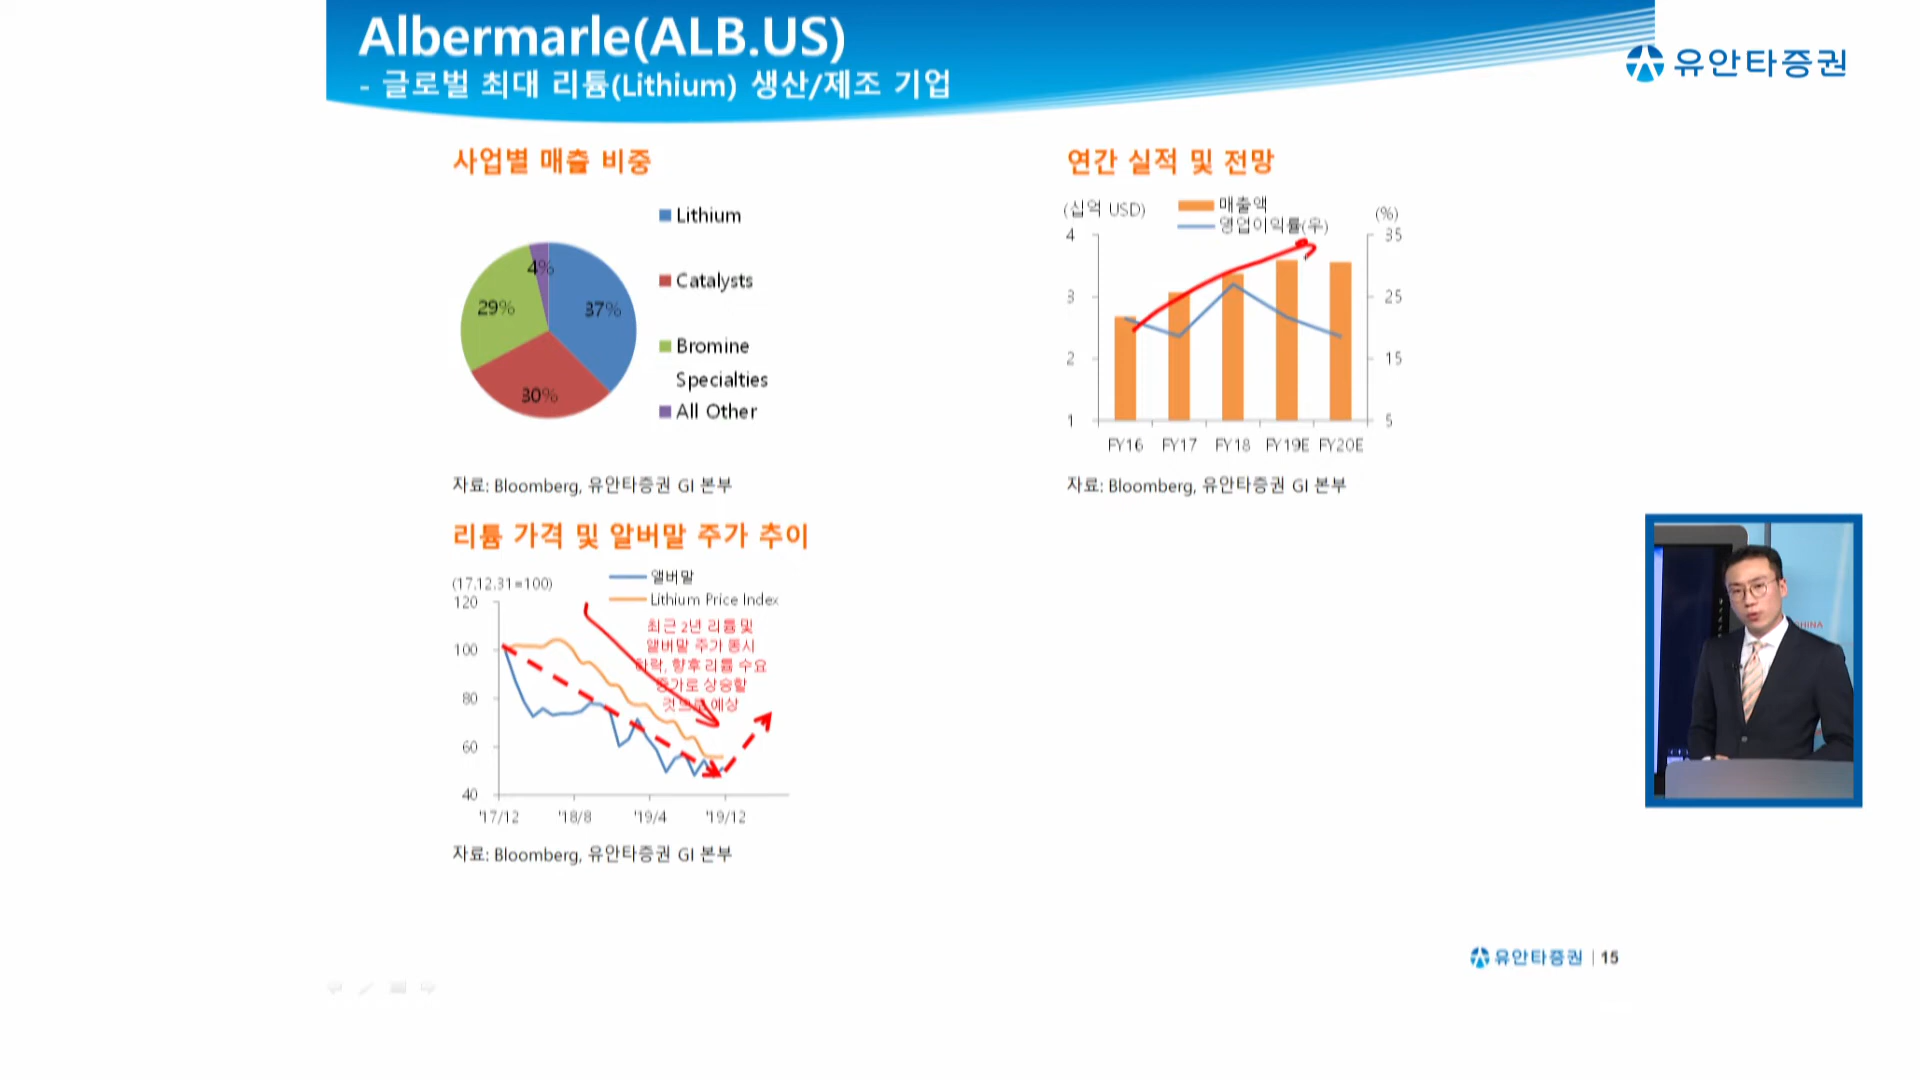 Albermarle(ALB.US)
- 글로벌 최대 리튬(Lithium) 생산/제조 기업
유안타증권
사업별 매출 비중
Lithium
Catalysts
Bromine
Specialties
All Other
4%
29%
37%
30%
자료: Bloomberg, 유안타증권 GI 본부
연간 실적 및 전망
(십억 USD)
매출액
영업이익률(우)
(%)
4
3
2
1
35
25
15
5
FY16 FY17 FY18 FY19E FY20E
자료: Bloomberg, 유안타증권 GI 본부
리튬 가격 및 알버말 주가 추이
(17.12.31=100)
앨버말
Lithium Price Index
최근 2년 리튬 및
앨버말 주가 동시
하락, 향후 리튬 수요
증가로 상승할
것으로 예상
120
100
80
60
40
'17/12 '18/8 '19/4 '19/12
자료: Bloomberg, 유안타증권 GI 본부
유안타증권 | 15